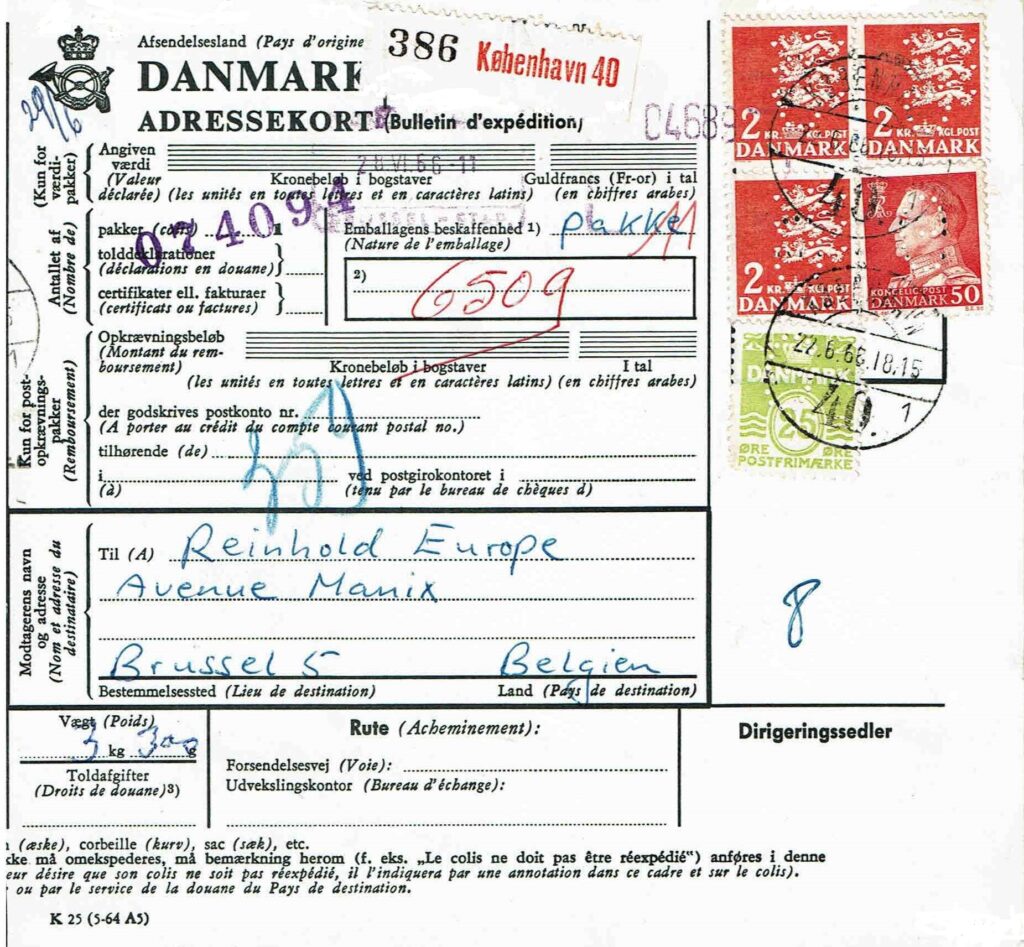 Afsendelsesland (Pays d'origine
DANMARK
ADRESSEKORT (Bulletin d'expédition)
386 København 40
04689
29/6
28.VI.66-11
074094
(Kun for værdi-pakker)
Angiven værdi
(Valeur déclarée)
Kronebeløb i bogstaver
(les unités en toutes lettres et en caractères latins)
Guldfrancs (Fr-or) i tal
(en chiffres arabes)
Antallet af
(Nombre de)
pakker (colis) 1
tolddeklarationer
(déclarations en douane)
certifikater ell. fakturaer
(certificats ou factures)
Emballagens beskaffenhed 1)
(Nature de l'emballage)
pakke
2)
6509
Kun for post-opkrævnings-pakker
(Remboursement)
Opkrævningsbeløb
(Montant du rem-
boursement)
Kronebeløb i bogstaver
I tal
(les unités en toutes lettres et en caractères latins) (en chiffres arabes)
der godskrives postkonto nr.
(A porter au crédit du compte courant postal no.)
tilhørende (de)
i
(à)
ved postgirokontoret i
(tenu par le bureau de chèques d)
Modtagerens navn og adresse
(Nom et adresse du destinataire)
Til (A) Reinhold Europe
Avenue Manix
Brussel 5 Belgien
Bestemmelsessted (Lieu de destination) Land (Pays de destination)
8
Vægt (Poids)
3 kg 300 g
Toldafgifter
(Droits de douane)3)
Rute (Acheminement):
Forsendelsesvej (Voie):
Udvekslingskontor (Bureau d'échange):
Dirigeringssedler
(æske), corbeille (kurv), sac (sæk), etc.
kke må omekspederes, må bemærkning herom (f. eks. „Le colis ne doit pas être réexpédié") anføres i denne
eur désire que son colis ne soit pas réexpédié, il l'indiquera par une annotation dans ce cadre et sur le colis).
ou par le service de la douane du Pays de destination.
K 25 (5-64 A5)
2 KR. KGL.POST
DANMARK
2 KR. KGL.POST
DANMARK
2 KR. KGL.POST
DANMARK
KONGELIG POST
DANMARK 50
22.6.66.18.15
40. 1
DANMARK
25
ØRE ØRE
POSTFRIMÆRKE